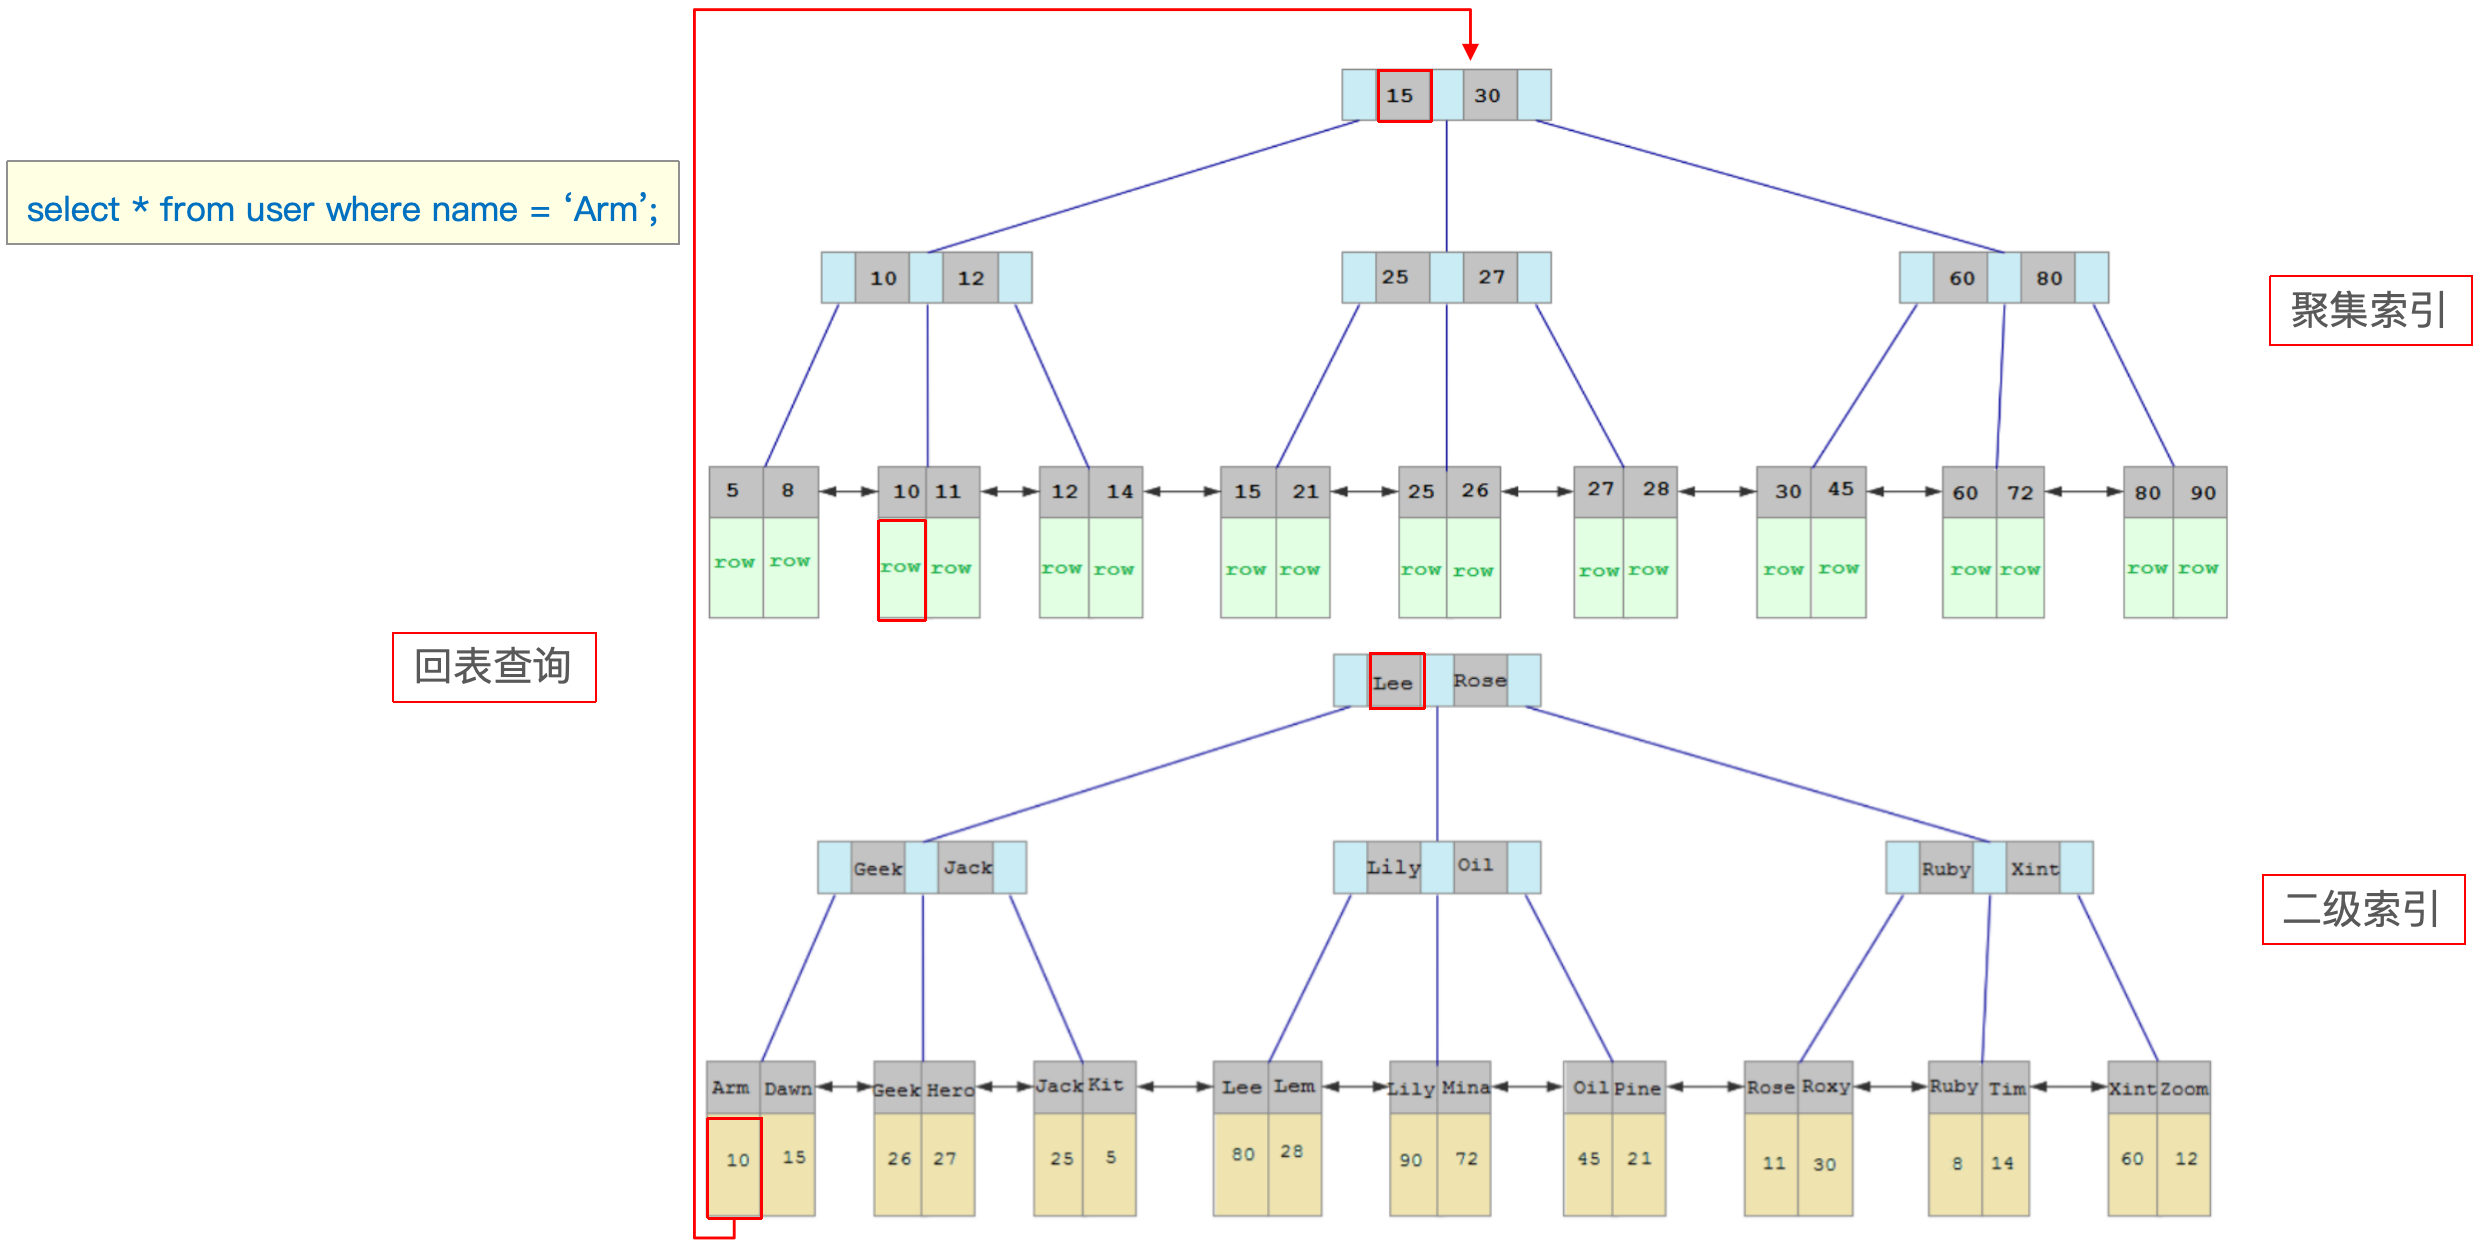 15 30
select * from user where name = ‘Arm’;
10 12 25 27 60 80
聚集索引
5 8 10 11 12 14 15 21 25 26 27 28 30 45 60 72 80 90
row row row row row row row row row row row row row row row row row row
回表查询
Lee Rose
Geek Jack Lily Oil Ruby Xint
二级索引
Arm Dawn Geek Hero Jack Kit Lee Lem Lily Mina Oil Pine Rose Roxy Ruby Tim Xint Zoom
10 15 26 27 25 5 80 28 90 72 45 21 11 30 8 14 60 12